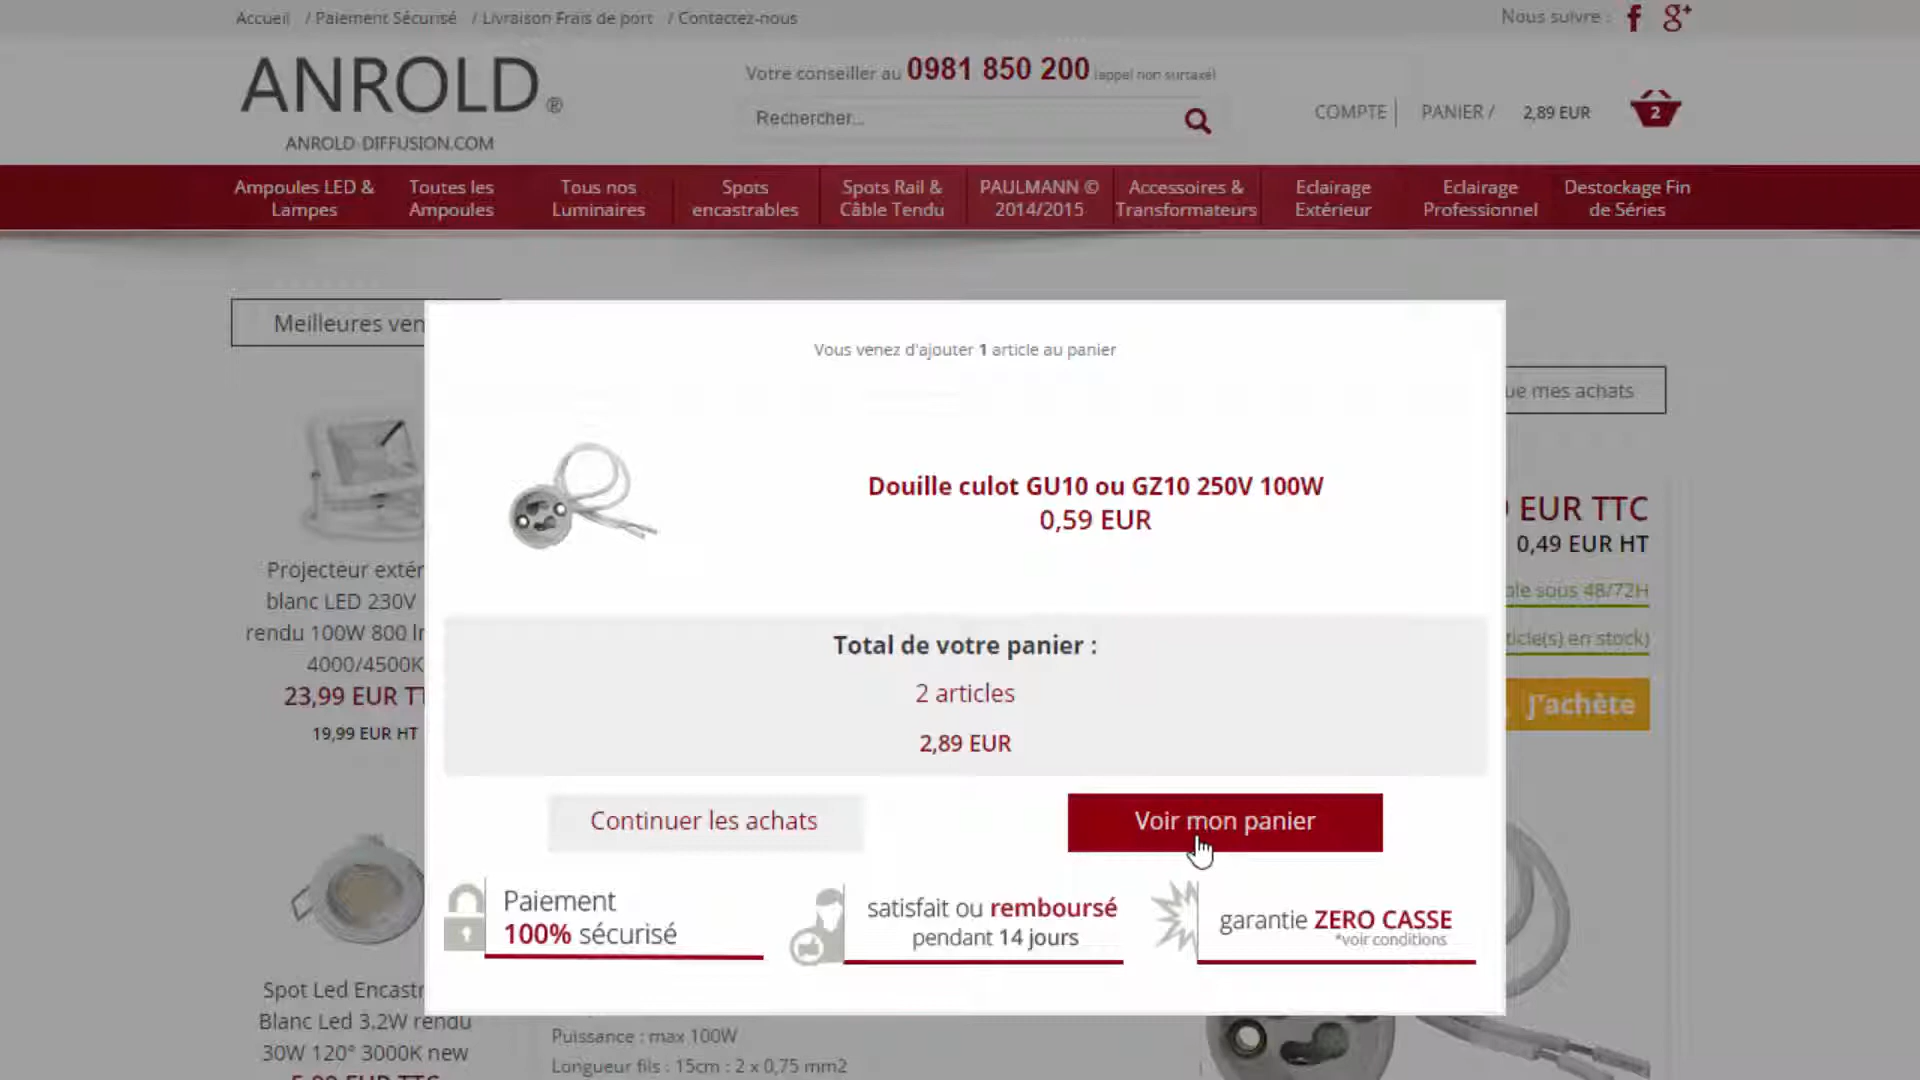 Accueil / Paiement Sécurisé / Livraison Frais de port / Contactez-nous
Nous suivre :
ANROLD ®
ANROLD-DIFFUSION.COM
Votre conseiller au 0981 850 200 (appel non surtaxé)
Rechercher...
COMPTE
PANIER / 2,89 EUR
2
Ampoules LED & Lampes
Toutes les Ampoules
Tous nos Luminaires
Spots encastrables
Spots Rail & Câble Tendu
PAULMANN © 2014/2015
Accessoires & Transformateurs
Eclairage Extérieur
Eclairage Professionnel
Destockage Fin de Séries
Meilleures ven
Vous venez d'ajouter 1 article au panier
mes achats
Douille culot GU10 ou GZ10 250V 100W
0,59 EUR
EUR TTC
0,49 EUR HT
sous 48/72H
en stock)
J'achète
Projecteur extér
blanc LED 230V
rendu 100W 800 l
4000/4500K
23,99 EUR T
19,99 EUR HT
Total de votre panier :
2 articles
2,89 EUR
Continuer les achats
Voir mon panier
Paiement
100% sécurisé
satisfait ou remboursé
pendant 14 jours
garantie ZERO CASSE
*voir conditions
Spot Led Encastr
Blanc Led 3.2W rendu
30W 120° 3000K new
Puissance : max 100W
Longueur fils : 15cm : 2 x 0,75 mm2